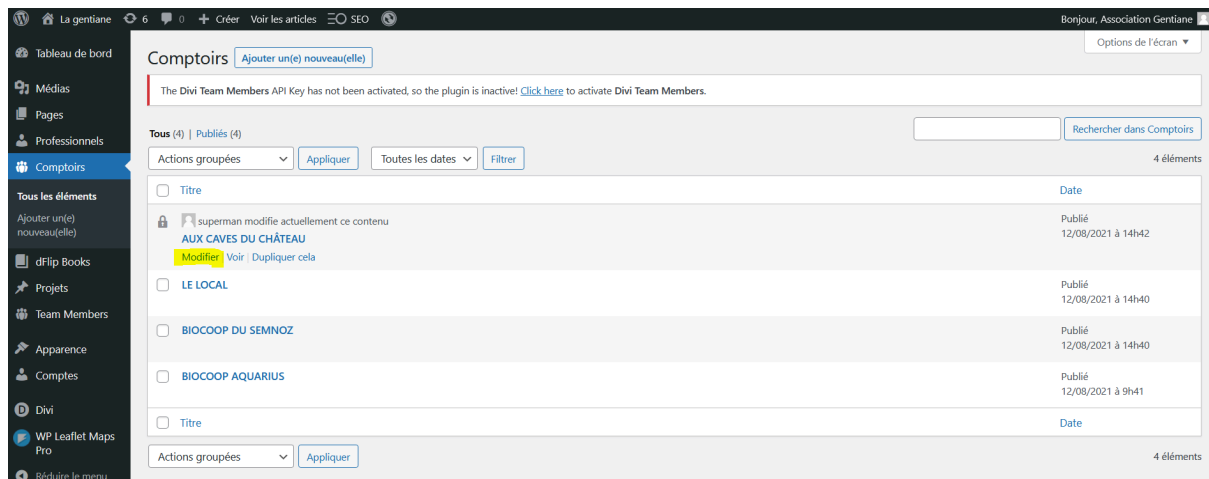 La gentiane 6 0 + Créer Voir les articles SEO Bonjour, Association Gentiane
Options de l'écran ▼
Tableau de bord
Médias
Pages
Professionnels
Comptoirs
Tous les éléments
Ajouter un(e)
nouveau(elle)
dFlip Books
Projets
Team Members
Apparence
Comptes
Divi
WP Leaflet Maps
Pro
Réduire le menu
Comptoirs Ajouter un(e) nouveau(elle)
The Divi Team Members API Key has not been activated, so the plugin is inactive! Click here to activate Divi Team Members.
Tous (4) | Publiés (4) Rechercher dans Comptoirs
Actions groupées Appliquer Toutes les dates Filtrer 4 éléments
Titre Date
superman modifie actuellement ce contenu
AUX CAVES DU CHÂTEAU
Modifier | Voir | Dupliquer cela
Publié
12/08/2021 à 14h42
LE LOCAL
Publié
12/08/2021 à 14h40
BIOCOOP DU SEMNOZ
Publié
12/08/2021 à 14h40
BIOCOOP AQUARIUS
Publié
12/08/2021 à 9h41
Titre Date
Actions groupées Appliquer 4 éléments